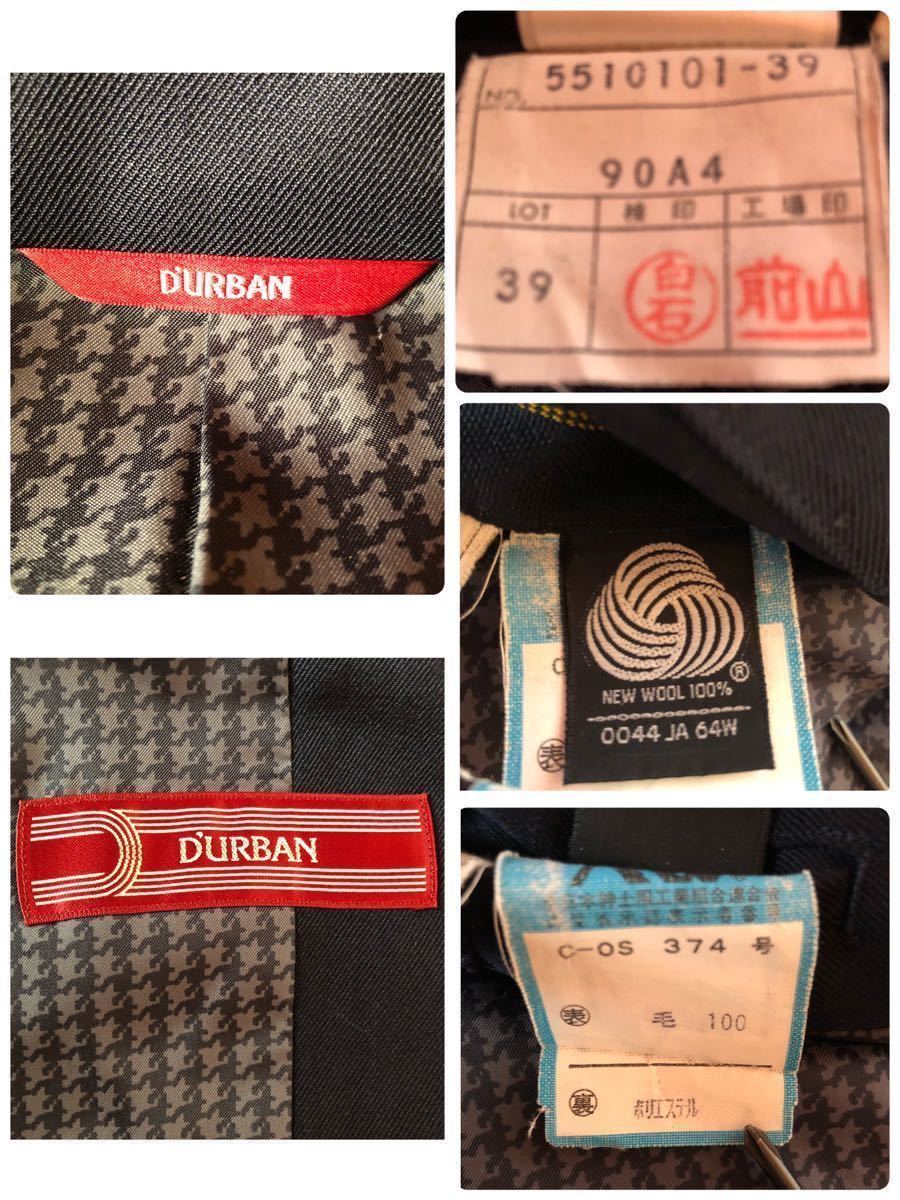 D'URBAN
NO. 5510101-39
90A4
LOT 検印 工場印
39 白石 前山
NEW WOOL 100%
0044 JA 64W
表
D'URBAN
C-OS 374 号
表 毛 100
裏 ポリエステル